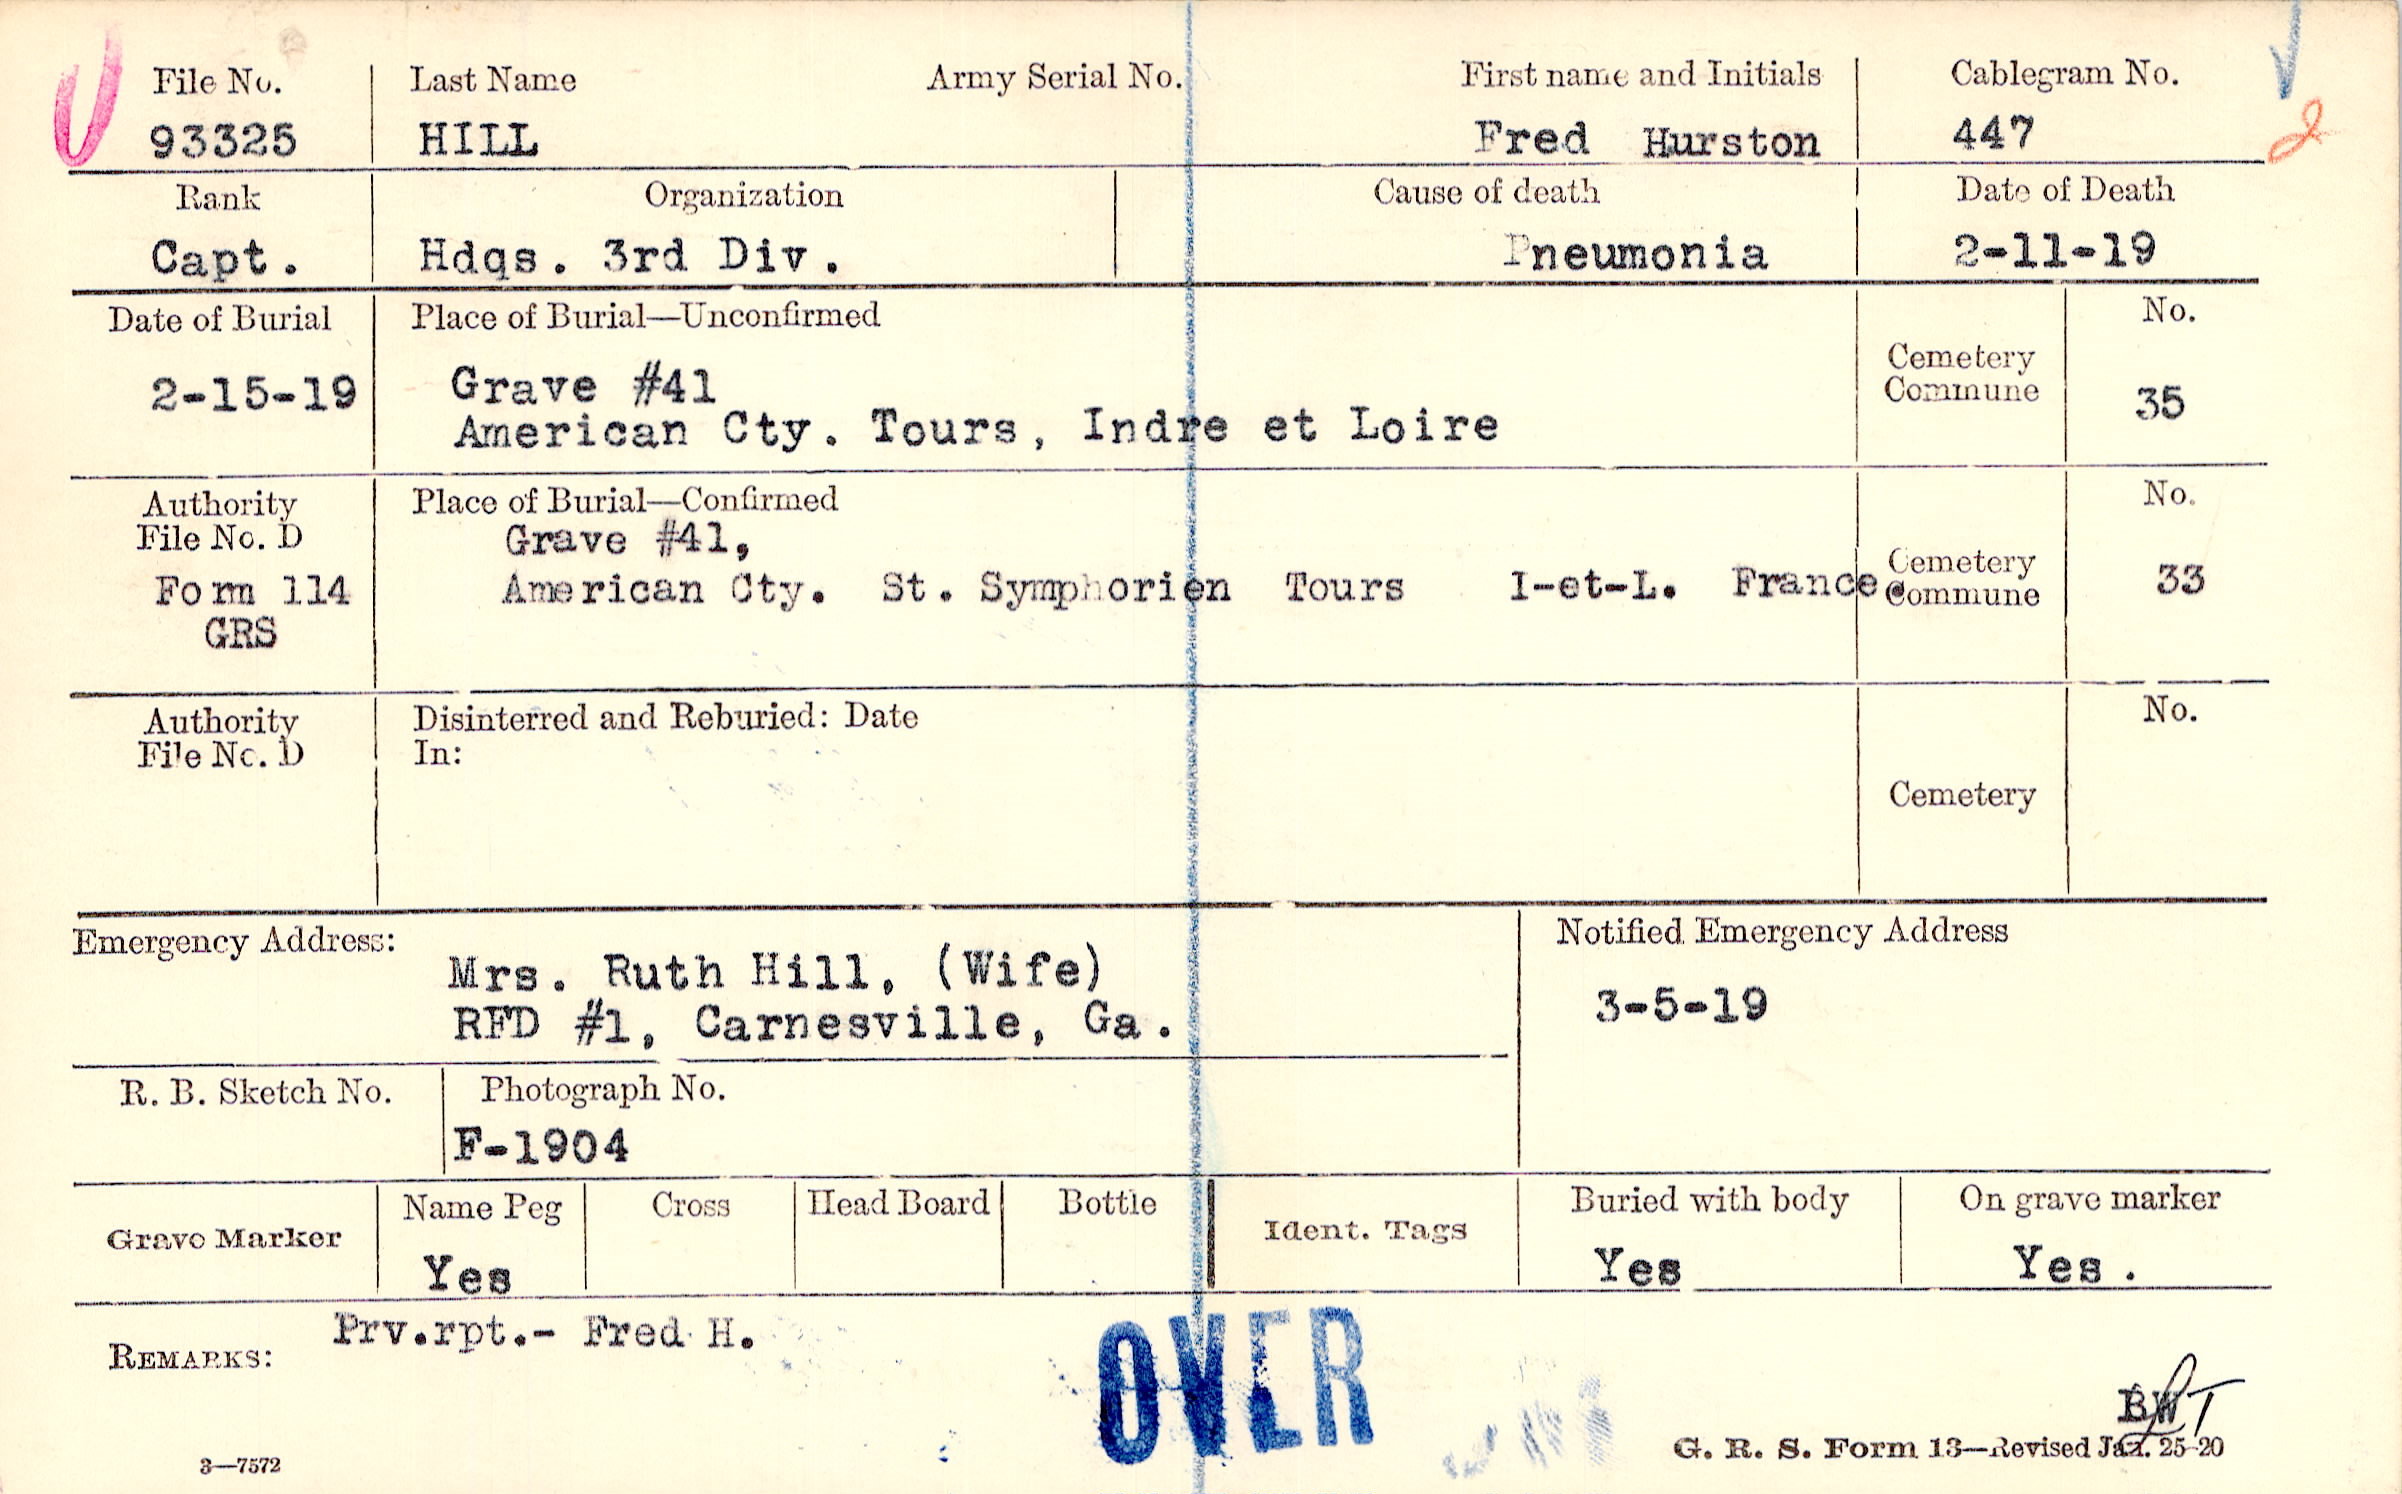 File No. Last Name Army Serial No. First name and Initials Cablegram No.
93325 HILL Fred Hurston 447
2
Rank Organization Cause of death Date of Death
Capt. Hdqs. 3rd Div. Pneumonia 2-11-19
Date of Burial Place of Burial—Unconfirmed No.
Cemetery
Commune
2-15-19 Grave #41 35
American Cty. Tours, Indre et Loire
Authority Place of Burial—Confirmed No.
File No. D Grave #41,
Cemetery
Form 114 American Cty. St. Symphorien Tours I-et-L. France. Commune 33
GRS
Authority Disinterred and Reburied: Date No.
File No. D In:
Cemetery
Emergency Address: Notified Emergency Address
Mrs. Ruth Hill, (Wife) 3-5-19
RFD #1, Carnesville, Ga.
R. B. Sketch No. Photograph No.
F-1904
Grave Marker Name Peg Cross Head Board Bottle Ident. Tags Buried with body On grave marker
Yes Yes Yes.
REMARKS: Prv.rpt.- Fred H.
OVER
BW
3—7572 G. R. S. Form 13—Revised Jan. 25-20